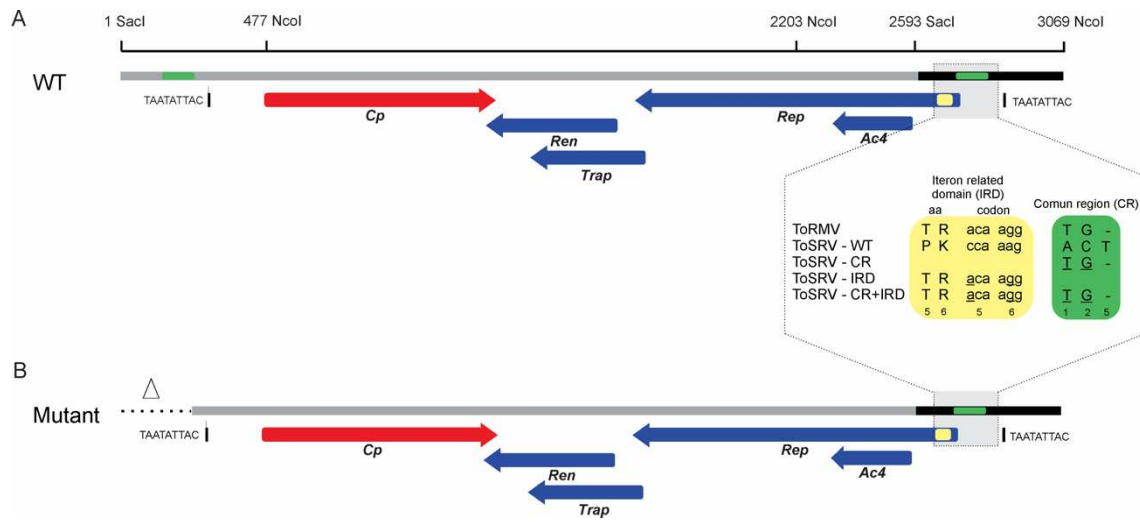 A
1 SacI 477 NcoI 2203 NcoI 2593 SacI 3069 NcoI
WT
TAATATTAC TAATATTAC
Cp Rep
Ren Ac4
Trap
Iteron related
domain (IRD) Comun region (CR)
aa codon
ToRMV T R aca agg T G -
ToSRV - WT P K cca aag A C T
ToSRV - CR T G -
ToSRV - IRD T R aca agg
ToSRV - CR+IRD T R aca agg T G -
5 6 5 6 1 2 5
B
△
Mutant
TAATATTAC TAATATTAC
Cp Rep
Ren Ac4
Trap